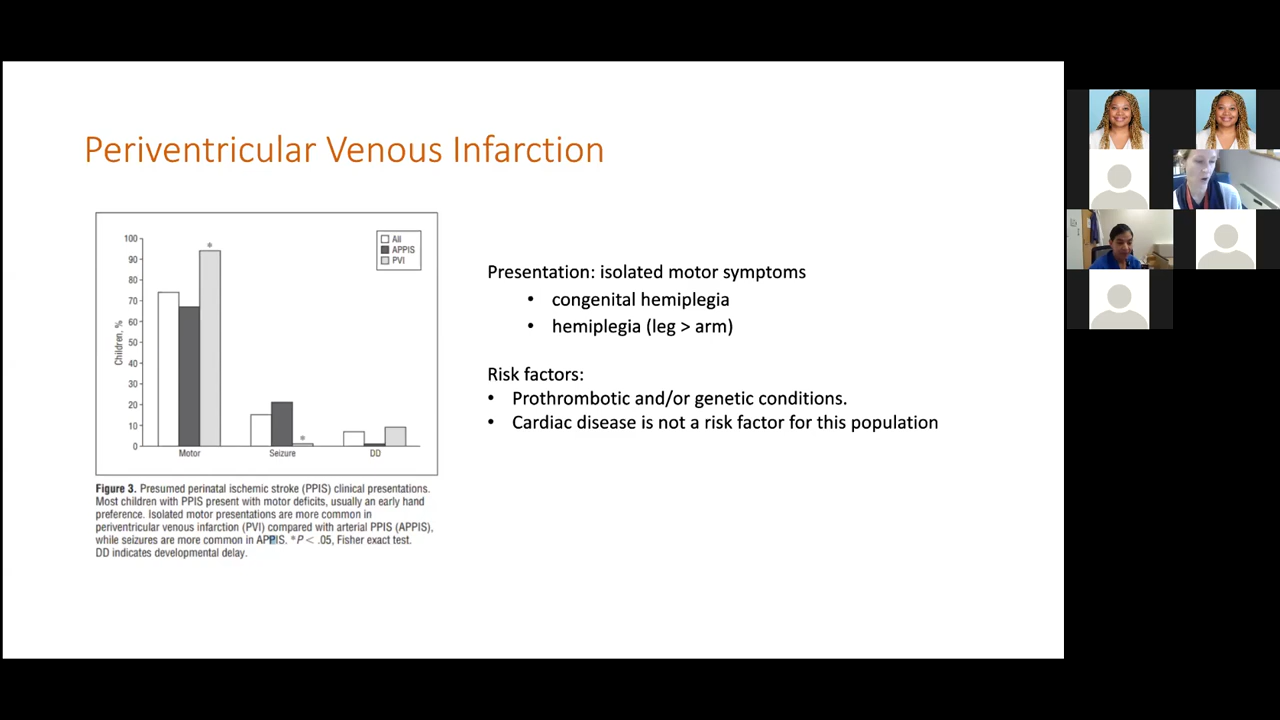 Periventricular Venous Infarction
100
90
80
70
60
50
40
30
20
10
0
Children, %
*
*
All
APPIS
PVI
Motor
Seizure
DD
Figure 3. Presumed perinatal ischemic stroke (PPIS) clinical presentations.
Most children with PPIS present with motor deficits, usually an early hand
preference. Isolated motor presentations are more common in
periventricular venous infarction (PVI) compared with arterial PPIS (APPIS),
while seizures are more common in APPIS. *P < .05, Fisher exact test.
DD indicates developmental delay.
Presentation: isolated motor symptoms
• congenital hemiplegia
• hemiplegia (leg > arm)
Risk factors:
• Prothrombotic and/or genetic conditions.
• Cardiac disease is not a risk factor for this population